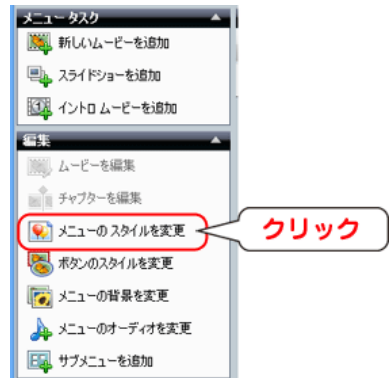 メニュー タスク
新しいムービーを追加
スライドショーを追加
イントロ ムービーを追加
編集
ムービーを編集
チャプターを編集
メニューの スタイルを変更
クリック
ボタンのスタイルを変更
メニューの背景を変更
メニューのオーディオを変更
サブメニューを追加